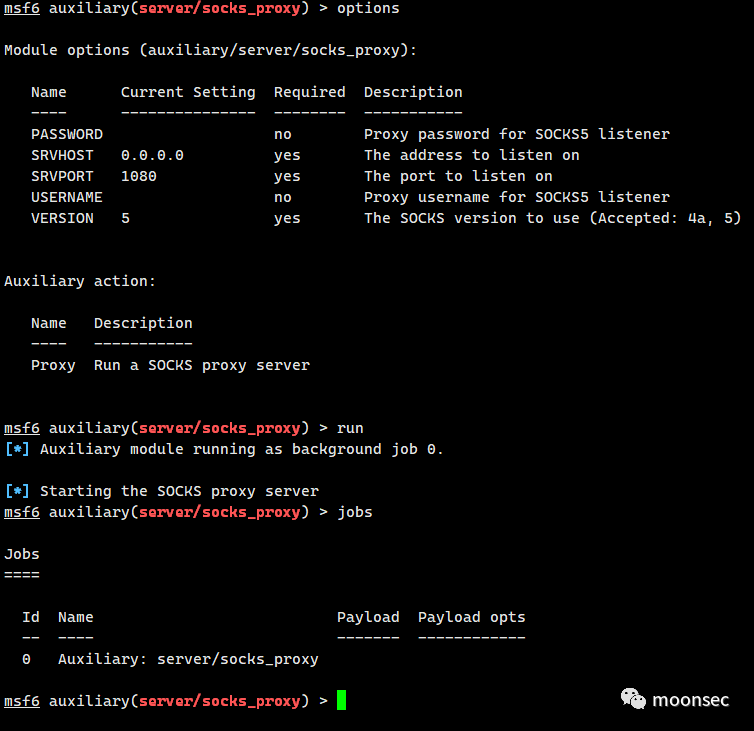 msf6 auxiliary(server/socks_proxy) > options
Module options (auxiliary/server/socks_proxy):
Name Current Setting Required Description
---- --------------- -------- -----------
PASSWORD no Proxy password for SOCKS5 listener
SRVHOST 0.0.0.0 yes The address to listen on
SRVPORT 1080 yes The port to listen on
USERNAME no Proxy username for SOCKS5 listener
VERSION 5 yes The SOCKS version to use (Accepted: 4a, 5)
Auxiliary action:
Name Description
---- -----------
Proxy Run a SOCKS proxy server
msf6 auxiliary(server/socks_proxy) > run
[*] Auxiliary module running as background job 0.
[*] Starting the SOCKS proxy server
msf6 auxiliary(server/socks_proxy) > jobs
Jobs
====
Id Name Payload Payload opts
-- ---- ------- ------------
0 Auxiliary: server/socks_proxy
msf6 auxiliary(server/socks_proxy) >
moonsec